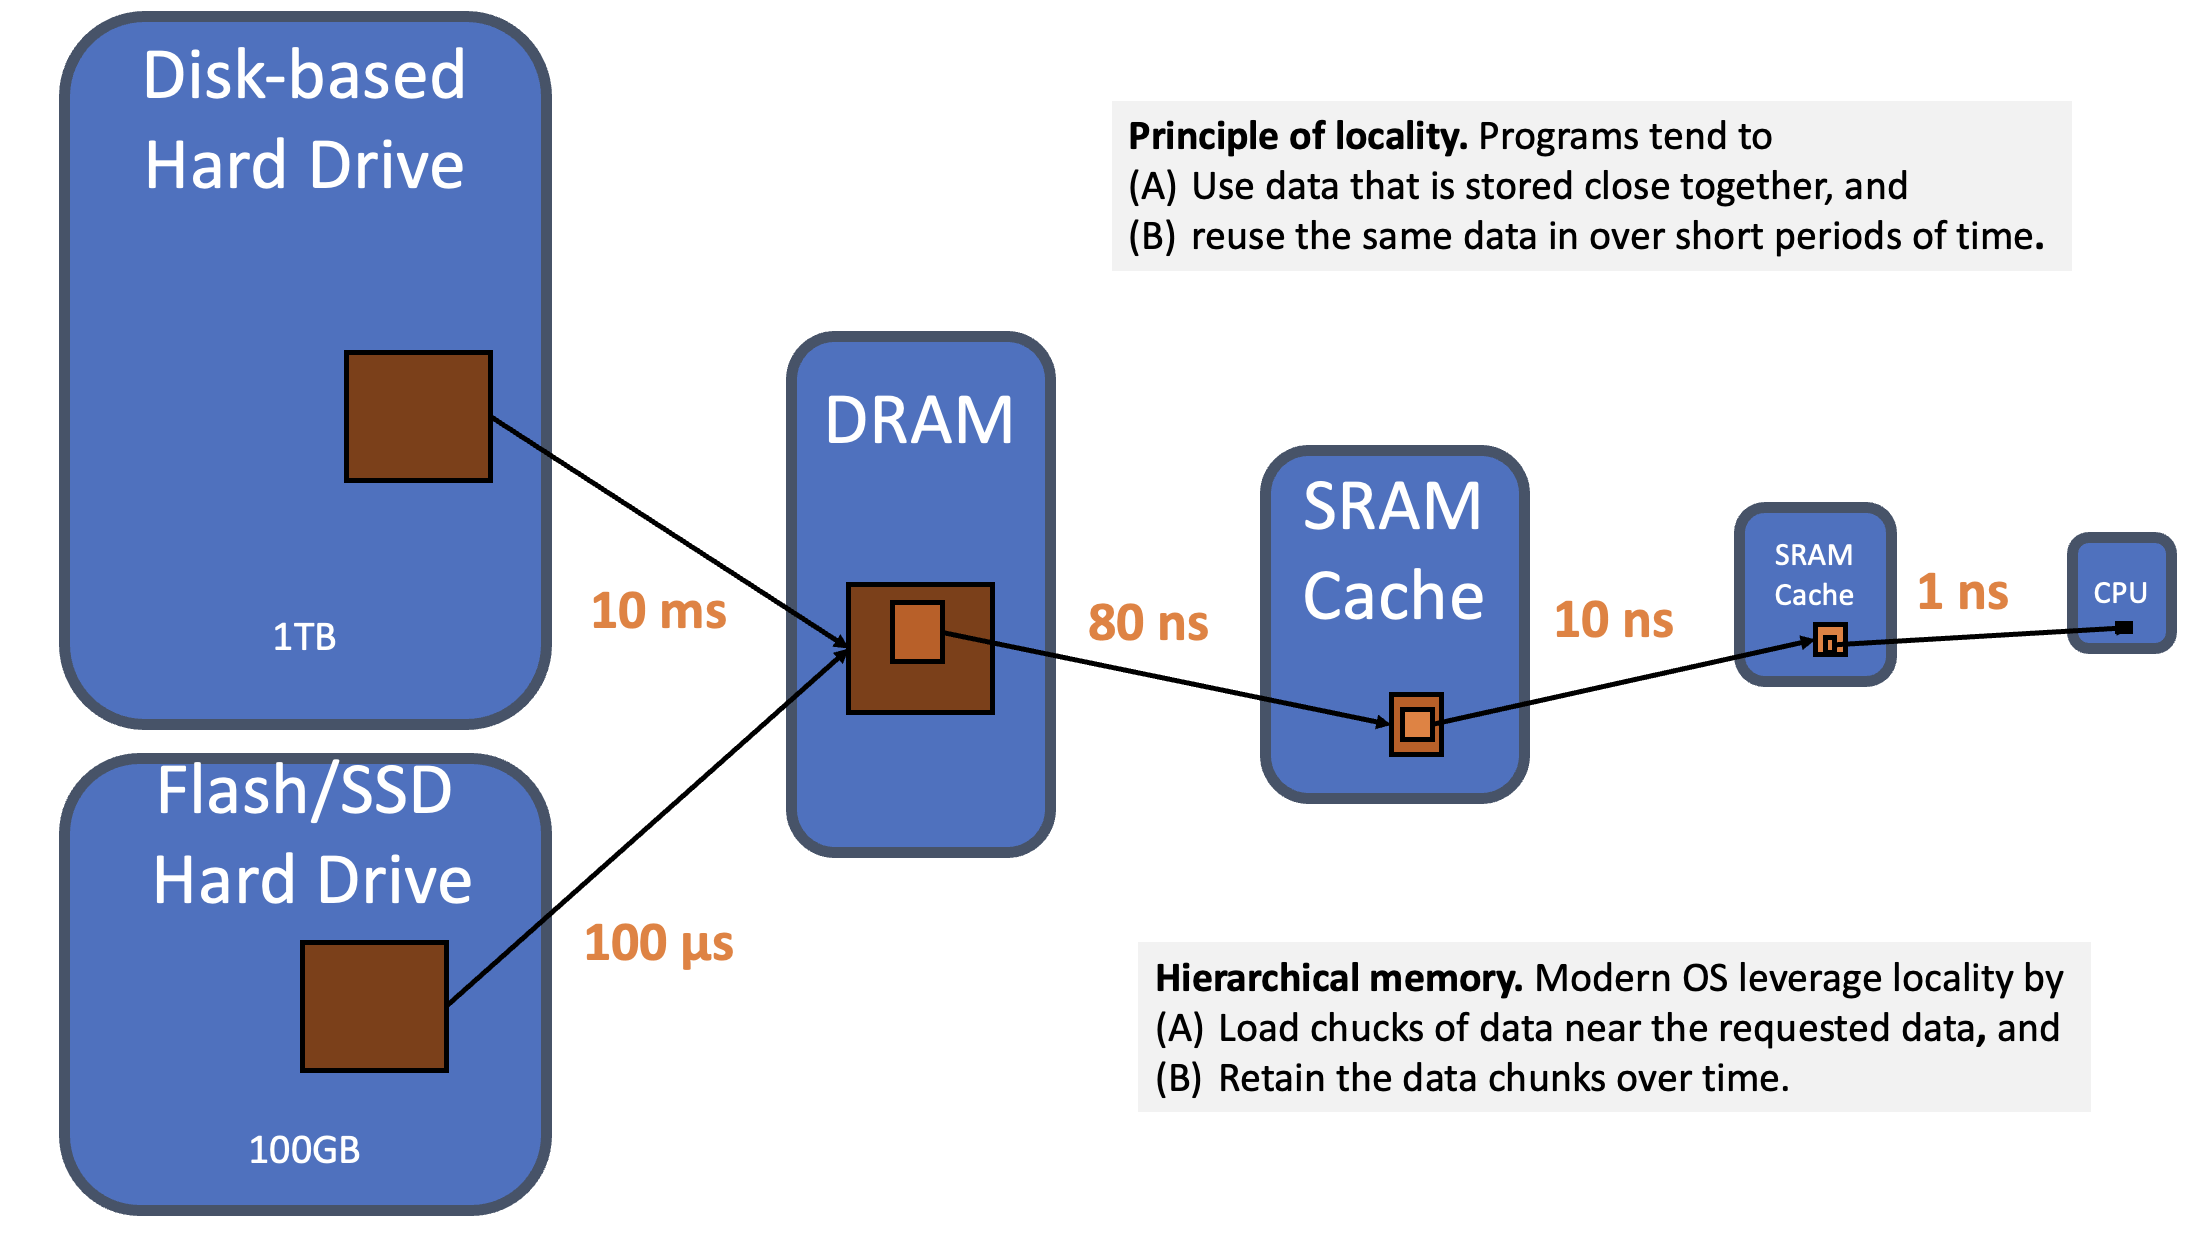 Disk-based
Hard Drive
1TB
Flash/SSD
Hard Drive
100GB
10 ms
100 µs
DRAM
80 ns
SRAM
Cache
10 ns
SRAM
Cache
1 ns
CPU
Principle of locality. Programs tend to
(A) Use data that is stored close together, and
(B) reuse the same data in over short periods of time.
Hierarchical memory. Modern OS leverage locality by
(A) Load chucks of data near the requested data, and
(B) Retain the data chunks over time.